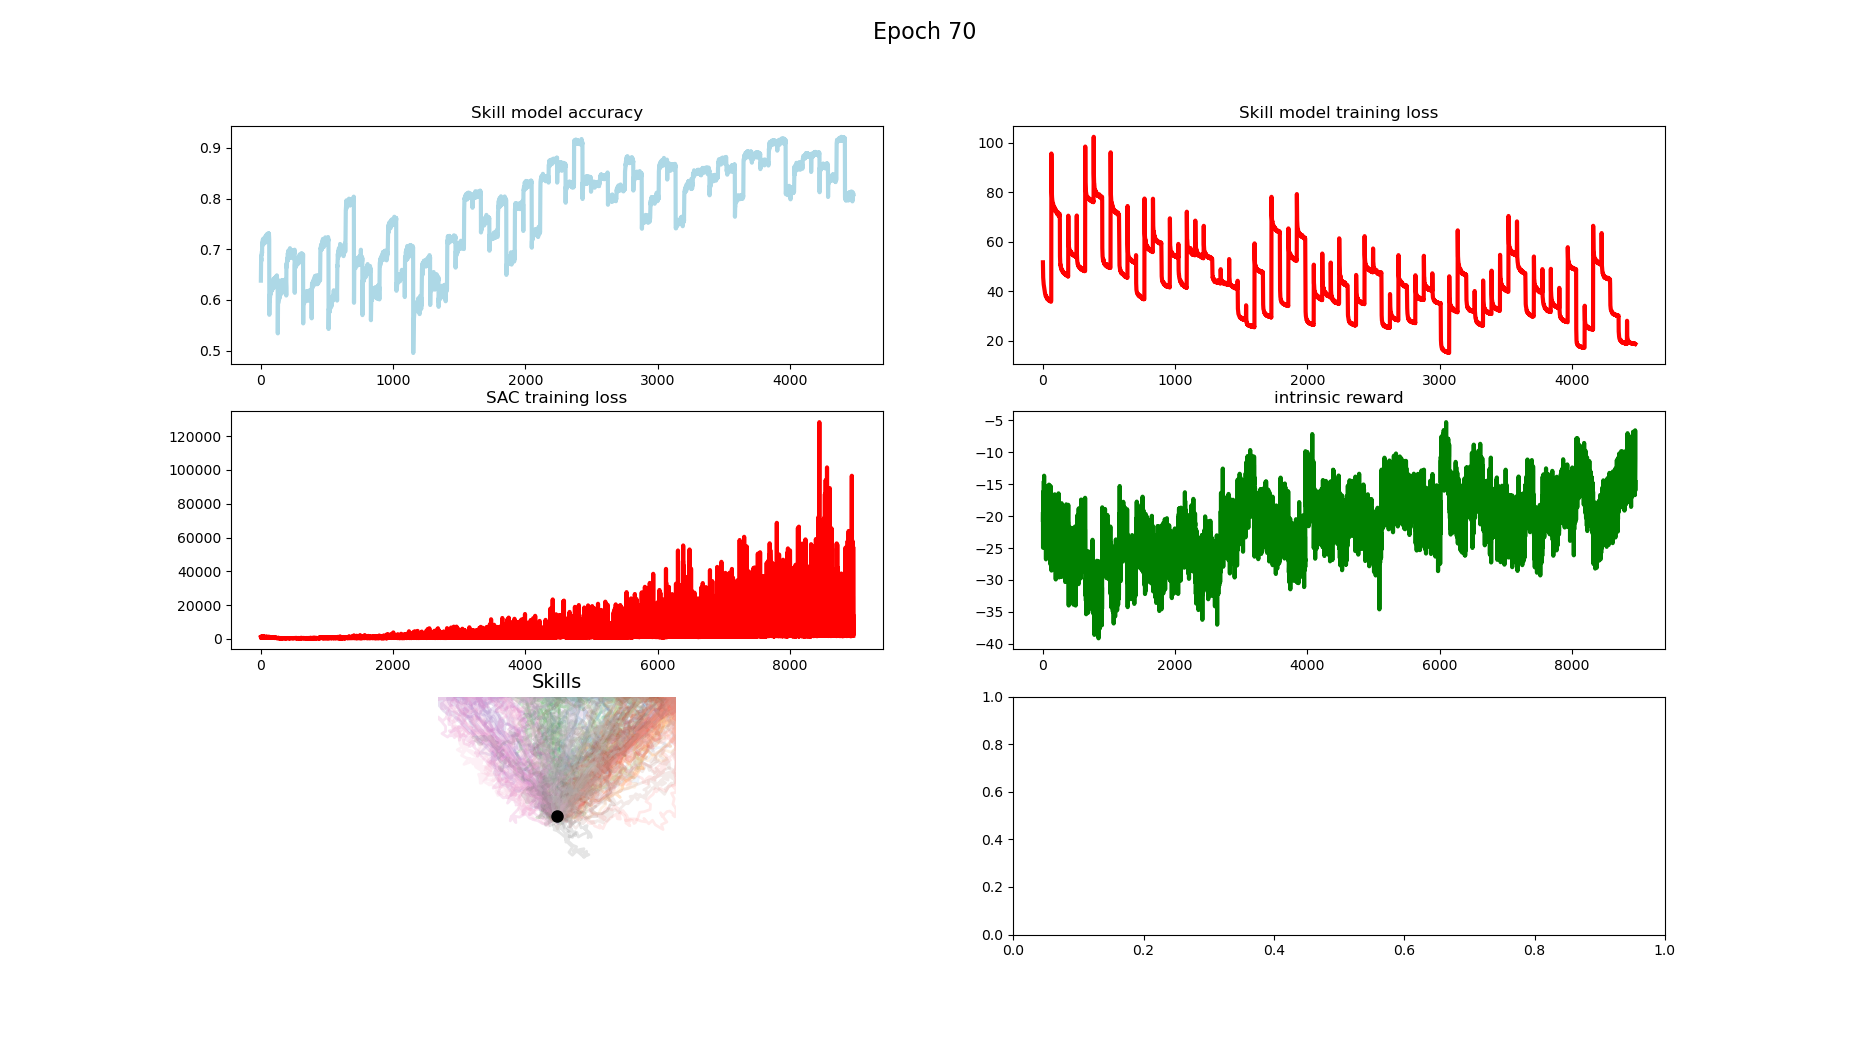 Epoch 70
Skill model accuracy
0.9
0.8
0.7
0.6
0.5
0 1000 2000 3000 4000
Skill model training loss
100
80
60
40
20
0 1000 2000 3000 4000
SAC training loss
120000
100000
80000
60000
40000
20000
0
0 2000 4000 6000 8000
intrinsic reward
−5
−10
−15
−20
−25
−30
−35
−40
0 2000 4000 6000 8000
Skills
1.0
0.8
0.6
0.4
0.2
0.0
0.0 0.2 0.4 0.6 0.8 1.0